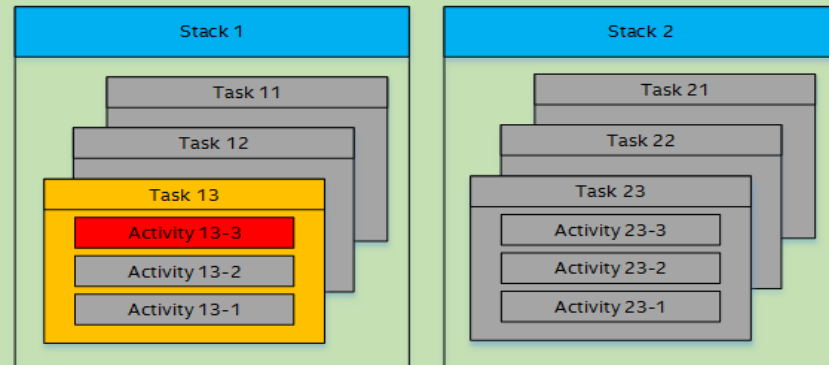 Stack 1
Task 11
Task 12
Task 13
Activity 13-3
Activity 13-2
Activity 13-1
Stack 2
Task 21
Task 22
Task 23
Activity 23-3
Activity 23-2
Activity 23-1